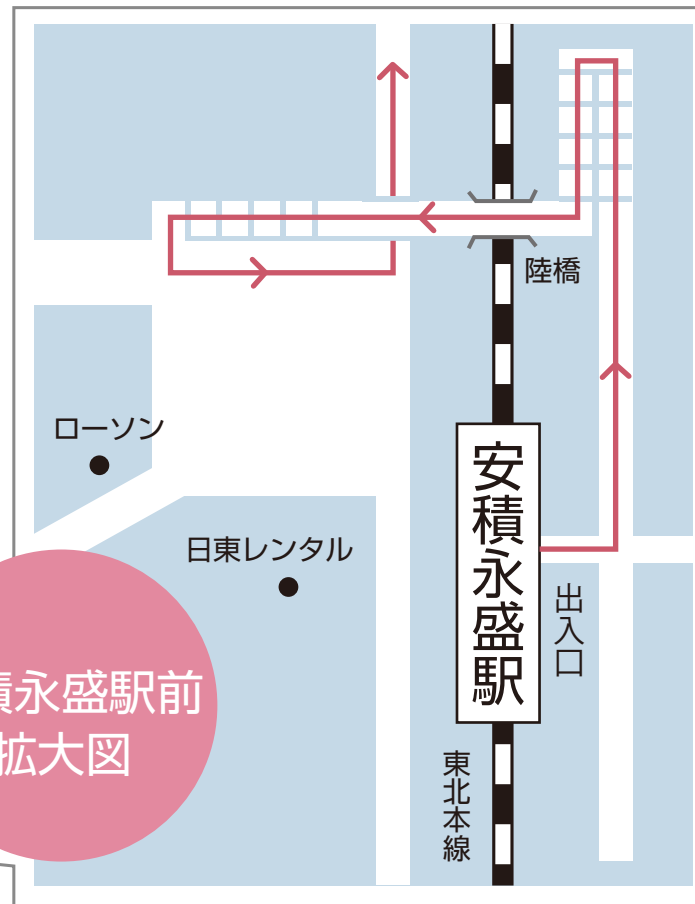 陸橋
ローソン
安積永盛駅
日東レンタル
出入口
積永盛駅前
拡大図
東北本線